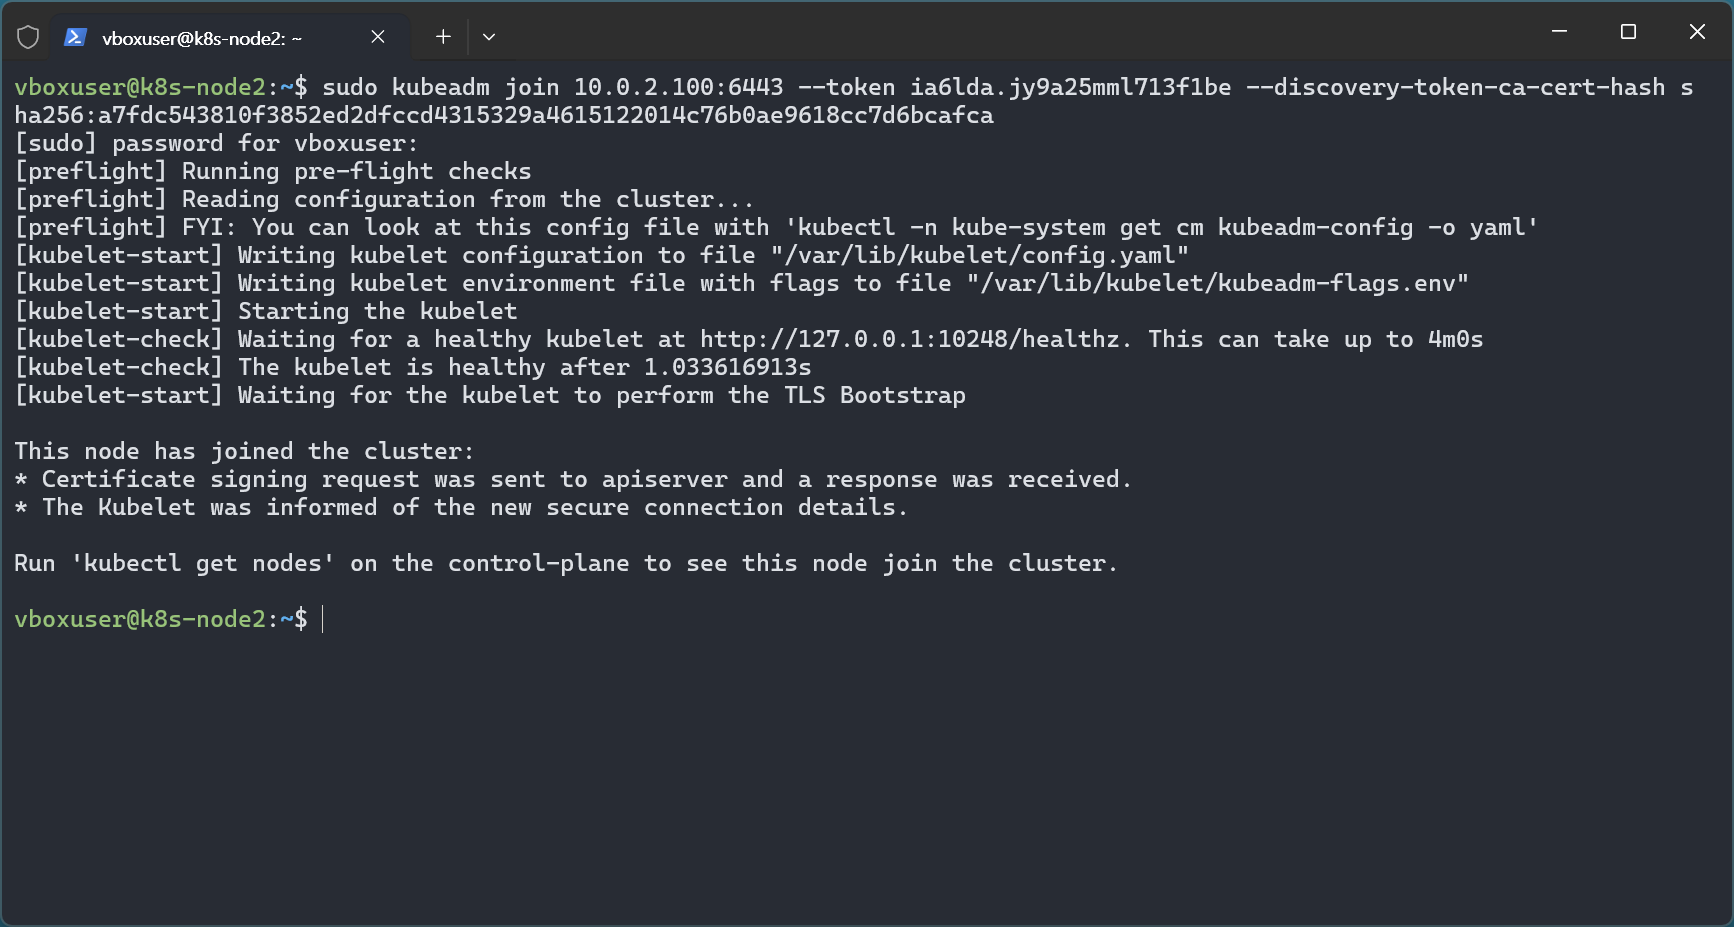 vboxuser@k8s-node2: ~
vboxuser@k8s-node2:~$ sudo kubeadm join 10.0.2.100:6443 --token ia6lda.jy9a25mml713f1be --discovery-token-ca-cert-hash s
ha256:a7fdc543810f3852ed2dfccd4315329a4615122014c76b0ae9618cc7d6bcafca
[sudo] password for vboxuser:
[preflight] Running pre-flight checks
[preflight] Reading configuration from the cluster...
[preflight] FYI: You can look at this config file with 'kubectl -n kube-system get cm kubeadm-config -o yaml'
[kubelet-start] Writing kubelet configuration to file "/var/lib/kubelet/config.yaml"
[kubelet-start] Writing kubelet environment file with flags to file "/var/lib/kubelet/kubeadm-flags.env"
[kubelet-start] Starting the kubelet
[kubelet-check] Waiting for a healthy kubelet at http://127.0.0.1:10248/healthz. This can take up to 4m0s
[kubelet-check] The kubelet is healthy after 1.033616913s
[kubelet-start] Waiting for the kubelet to perform the TLS Bootstrap
This node has joined the cluster:
* Certificate signing request was sent to apiserver and a response was received.
* The Kubelet was informed of the new secure connection details.
Run 'kubectl get nodes' on the control-plane to see this node join the cluster.
vboxuser@k8s-node2:~$